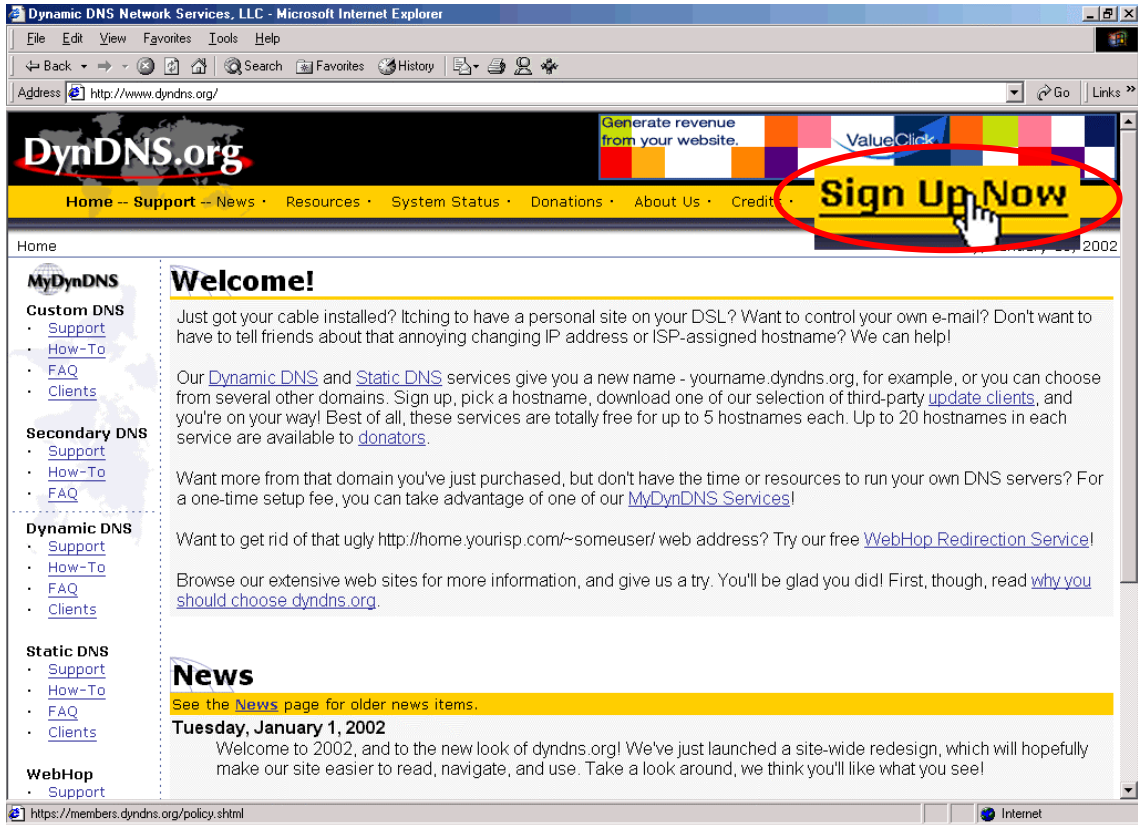 Dynamic DNS Network Services, LLC - Microsoft Internet Explorer
File Edit View Favorites Tools Help
Back Search Favorites History
Address http://www.dyndns.org/ Go Links »
Generate revenue
from your website.
ValueClick
DynDNS.org
Home -- Support -- News · Resources · System Status · Donations · About Us · Credits ·
Sign Up Now
Home
2002
MyDynDNS
Custom DNS
· Support
· How-To
· FAQ
· Clients
Secondary DNS
· Support
· How-To
· FAQ
Dynamic DNS
· Support
· How-To
· FAQ
· Clients
Static DNS
· Support
· How-To
· FAQ
· Clients
WebHop
· Support
Welcome!
Just got your cable installed? Itching to have a personal site on your DSL? Want to control your own e-mail? Don't want to
have to tell friends about that annoying changing IP address or ISP-assigned hostname? We can help!
Our Dynamic DNS and Static DNS services give you a new name - yourname.dyndns.org, for example, or you can choose
from several other domains. Sign up, pick a hostname, download one of our selection of third-party update clients, and
you're on your way! Best of all, these services are totally free for up to 5 hostnames each. Up to 20 hostnames in each
service are available to donators.
Want more from that domain you've just purchased, but don't have the time or resources to run your own DNS servers? For
a one-time setup fee, you can take advantage of one of our MyDynDNS Services!
Want to get rid of that ugly http://home.yourisp.com/~someuser/ web address? Try our free WebHop Redirection Service!
Browse our extensive web sites for more information, and give us a try. You'll be glad you did! First, though, read why you
should choose dyndns.org.
News
See the News page for older news items.
Tuesday, January 1, 2002
Welcome to 2002, and to the new look of dyndns.org! We've just launched a site-wide redesign, which will hopefully
make our site easier to read, navigate, and use. Take a look around, we think you'll like what you see!
https://members.dyndns.org/policy.shtml
Internet